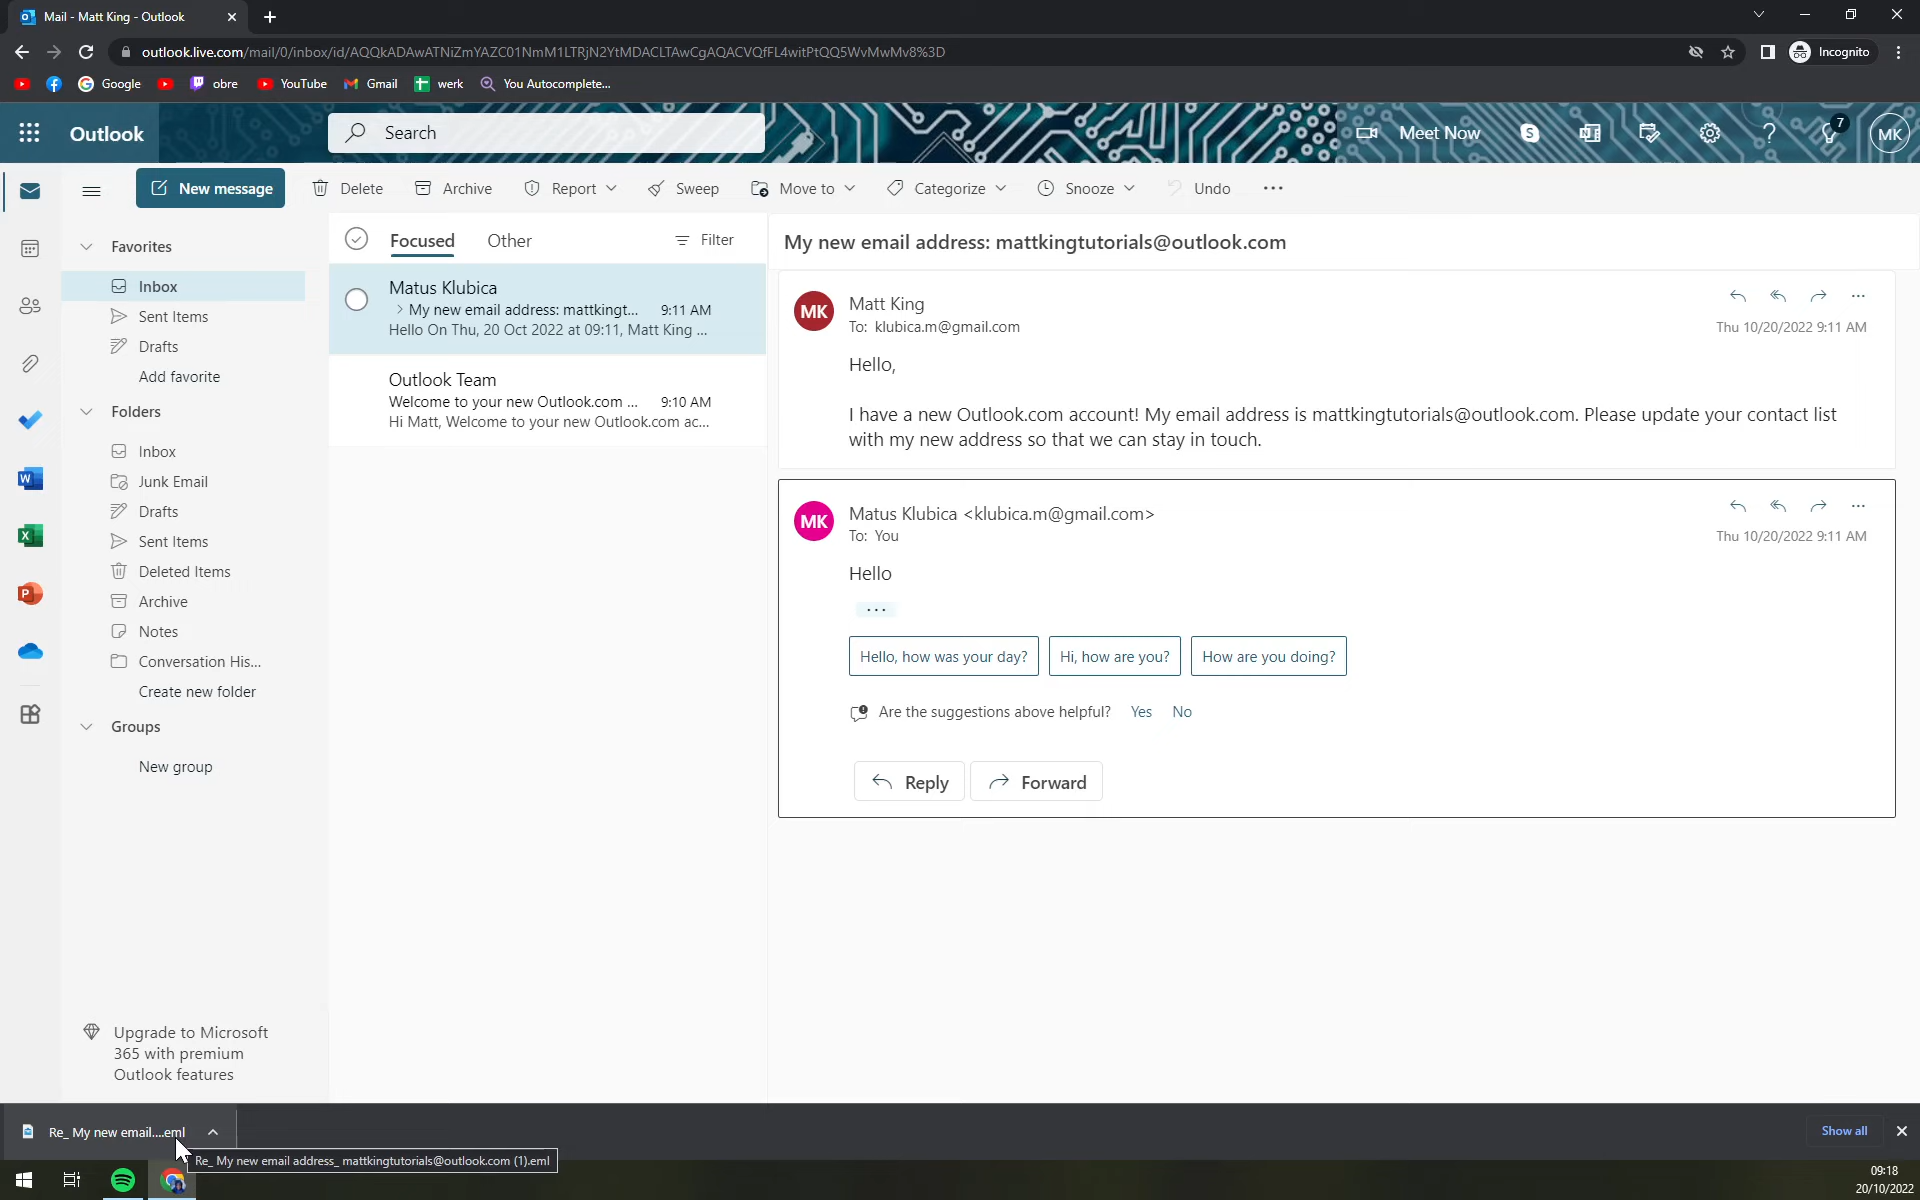 Mail - Matt King - Outlook
outlook.live.com/mail/0/inbox/id/AQQkADAwATNiZmYAZC01NmM1LTRjN2YtMDACLTAwCgAQACVQfFL4witPtQQ5WvMwMv8%3D
Incognito
Google
obre
YouTube
Gmail
werk
You Autocomplete...
Outlook
Search
Meet Now
7
MK
New message
Delete
Archive
Report
Sweep
Move to
Categorize
Snooze
Undo
Favorites
Inbox
Sent Items
Drafts
Add favorite
Folders
Inbox
Junk Email
Drafts
Sent Items
Deleted Items
Archive
Notes
Conversation His...
Create new folder
Groups
New group
Upgrade to Microsoft
365 with premium
Outlook features
Focused
Other
Filter
Matus Klubica
My new email address: mattkingt... 9:11 AM
Hello On Thu, 20 Oct 2022 at 09:11, Matt King ...
Outlook Team
Welcome to your new Outlook.com ... 9:10 AM
Hi Matt, Welcome to your new Outlook.com ac...
My new email address: mattkingtutorials@outlook.com
MK
Matt King
To: klubica.m@gmail.com
Thu 10/20/2022 9:11 AM
Hello,
I have a new Outlook.com account! My email address is mattkingtutorials@outlook.com. Please update your contact list
with my new address so that we can stay in touch.
MK
Matus Klubica <klubica.m@gmail.com>
To: You
Thu 10/20/2022 9:11 AM
Hello
...
Hello, how was your day?
Hi, how are you?
How are you doing?
Are the suggestions above helpful? Yes No
Reply
Forward
Re_ My new email....eml
Show all
Re_ My new email address_ mattkingtutorials@outlook.com (1).eml
09:18
20/10/2022